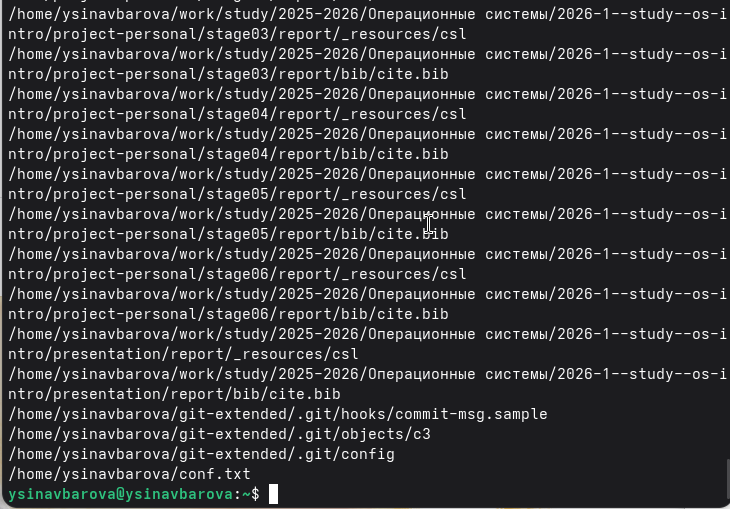 /home/ysinavbarova/work/study/2025-2026/Операционные системы/2026-1--study--os-i
ntro/project-personal/stage03/report/_resources/csl
/home/ysinavbarova/work/study/2025-2026/Операционные системы/2026-1--study--os-i
ntro/project-personal/stage03/report/bib/cite.bib
/home/ysinavbarova/work/study/2025-2026/Операционные системы/2026-1--study--os-i
ntro/project-personal/stage04/report/_resources/csl
/home/ysinavbarova/work/study/2025-2026/Операционные системы/2026-1--study--os-i
ntro/project-personal/stage04/report/bib/cite.bib
/home/ysinavbarova/work/study/2025-2026/Операционные системы/2026-1--study--os-i
ntro/project-personal/stage05/report/_resources/csl
/home/ysinavbarova/work/study/2025-2026/Операционные системы/2026-1--study--os-i
ntro/project-personal/stage05/report/bib/cite.bib
/home/ysinavbarova/work/study/2025-2026/Операционные системы/2026-1--study--os-i
ntro/project-personal/stage06/report/_resources/csl
/home/ysinavbarova/work/study/2025-2026/Операционные системы/2026-1--study--os-i
ntro/project-personal/stage06/report/bib/cite.bib
/home/ysinavbarova/work/study/2025-2026/Операционные системы/2026-1--study--os-i
ntro/presentation/report/_resources/csl
/home/ysinavbarova/work/study/2025-2026/Операционные системы/2026-1--study--os-i
ntro/presentation/report/bib/cite.bib
/home/ysinavbarova/git-extended/.git/hooks/commit-msg.sample
/home/ysinavbarova/git-extended/.git/objects/c3
/home/ysinavbarova/git-extended/.git/config
/home/ysinavbarova/conf.txt
ysinavbarova@ysinavbarova:~$